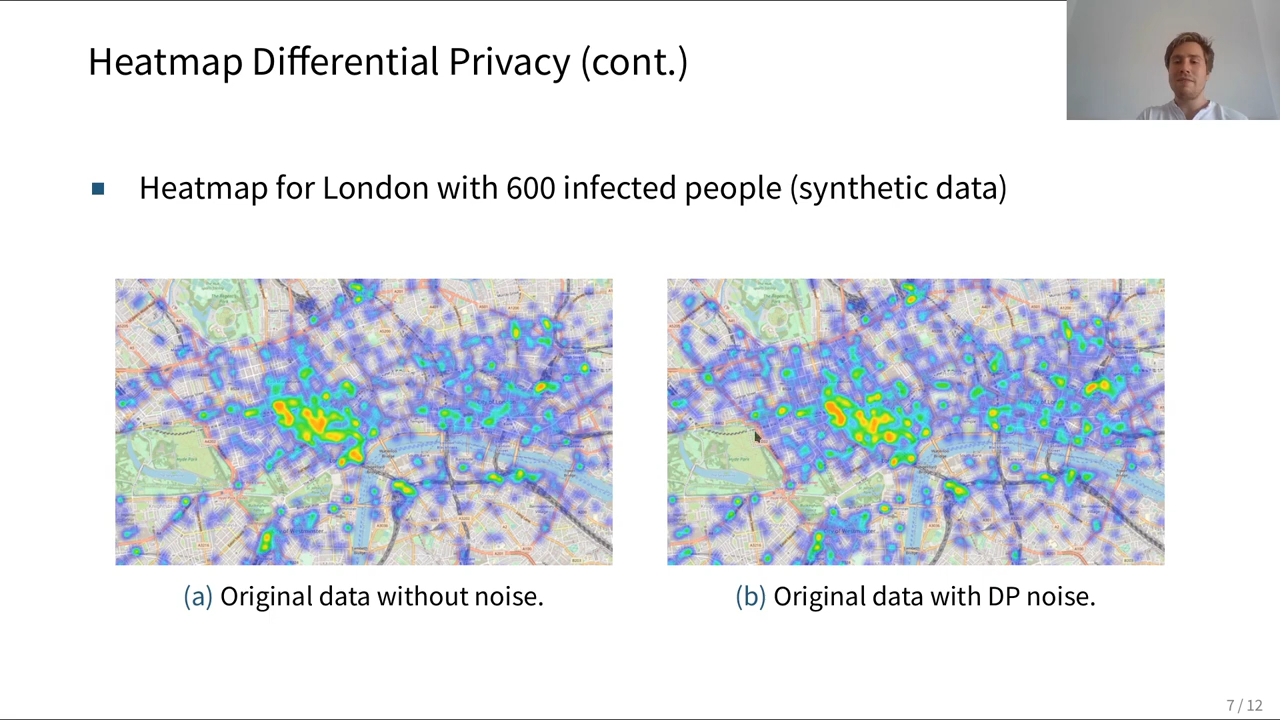 Heatmap Differential Privacy (cont.)
Heatmap for London with 600 infected people (synthetic data)
(a) Original data without noise.
(b) Original data with DP noise.
7 / 12